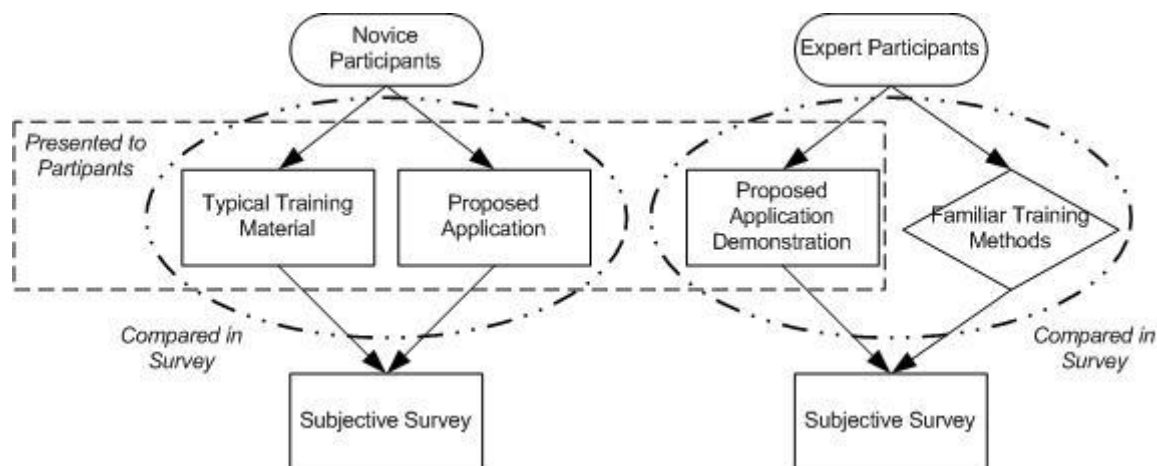 Novice
Participants
Expert Participants
Presented to
Partipants
Typical Training
Material
Proposed
Application
Proposed
Application
Demonstration
Familiar Training
Methods
Compared in
Survey
Compared in
Survey
Subjective Survey
Subjective Survey